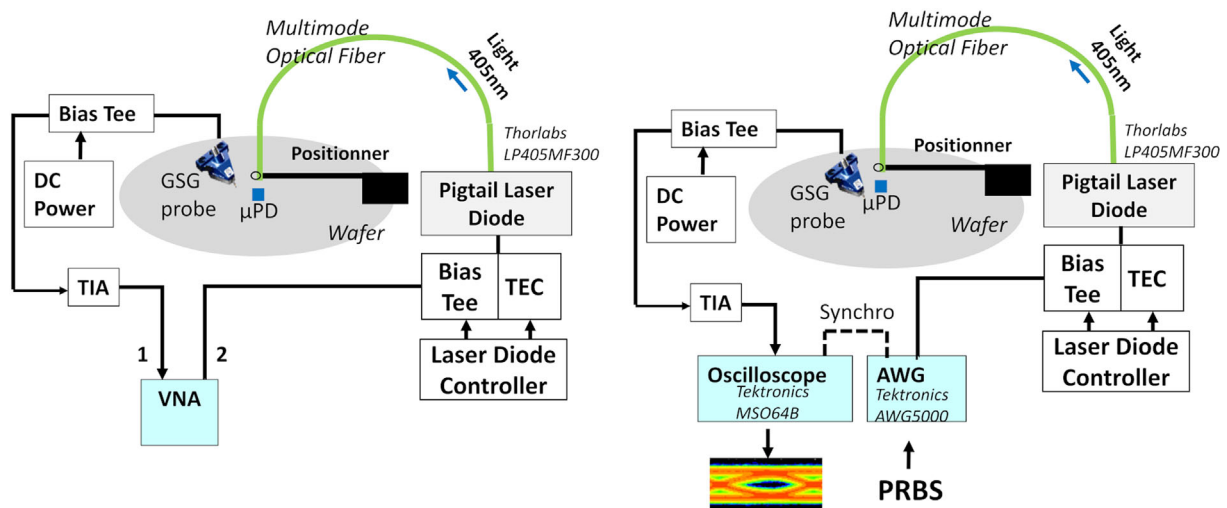 Multimode
Optical Fiber
Light
405nm
Bias Tee
Thorlabs
LP405MF300
Positionner
DC
Power
GSG
probe
µPD
Wafer
Pigtail Laser
Diode
Bias
Tee
TEC
TIA
1
2
Laser Diode
Controller
VNA
Multimode
Optical Fiber
Light
405nm
Bias Tee
Thorlabs
LP405MF300
Positionner
DC
Power
GSG
probe
µPD
Wafer
Pigtail Laser
Diode
Bias
Tee
TEC
TIA
Synchro
Laser Diode
Controller
Oscilloscope
Tektronics
MSO64B
AWG
Tektronics
AWG5000
PRBS